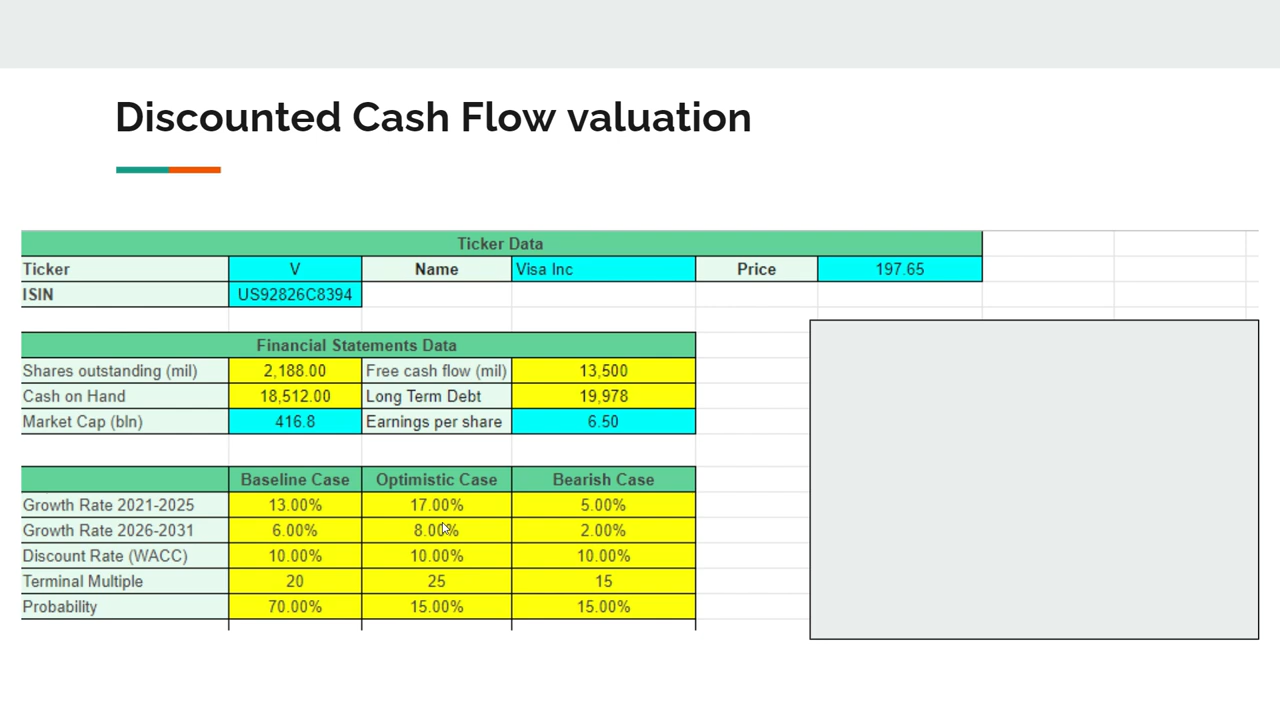 Discounted Cash Flow valuation
Ticker Data
Ticker V Name Visa Inc Price 197.65
ISIN US92826C8394
Financial Statements Data
Shares outstanding (mil) 2,188.00 Free cash flow (mil) 13,500
Cash on Hand 18,512.00 Long Term Debt 19,978
Market Cap (bln) 416.8 Earnings per share 6.50
Baseline Case Optimistic Case Bearish Case
Growth Rate 2021-2025 13.00% 17.00% 5.00%
Growth Rate 2026-2031 6.00% 8.00% 2.00%
Discount Rate (WACC) 10.00% 10.00% 10.00%
Terminal Multiple 20 25 15
Probability 70.00% 15.00% 15.00%